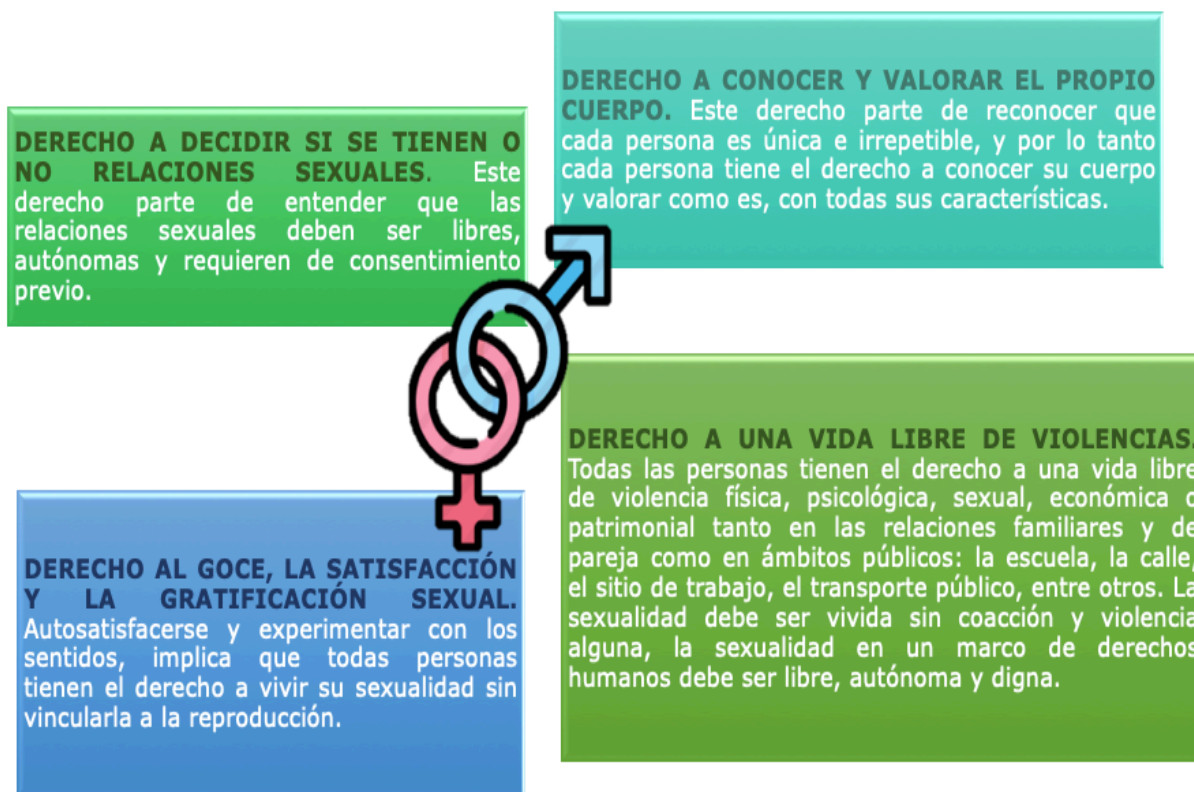 DERECHO A DECIDIR SI SE TIENEN O
NO RELACIONES SEXUALES. Este
derecho parte de entender que las
relaciones sexuales deben ser libres,
autónomas y requieren de consentimiento
previo.
DERECHO A CONOCER Y VALORAR EL PROPIO
CUERPO. Este derecho parte de reconocer que
cada persona es única e irrepetible, y por lo tanto
cada persona tiene el derecho a conocer su cuerpo
y valorar como es, con todas sus características.
DERECHO AL GOCE, LA SATISFACCIÓN
Y LA GRATIFICACIÓN SEXUAL.
Autosatisfacerse y experimentar con los
sentidos, implica que todas personas
tienen el derecho a vivir su sexualidad sin
vincularla a la reproducción.
DERECHO A UNA VIDA LIBRE DE VIOLENCIAS.
Todas las personas tienen el derecho a una vida libre
de violencia física, psicológica, sexual, económica o
patrimonial tanto en las relaciones familiares y de
pareja como en ámbitos públicos: la escuela, la calle,
el sitio de trabajo, el transporte público, entre otros. La
sexualidad debe ser vivida sin coacción y violencia
alguna, la sexualidad en un marco de derechos
humanos debe ser libre, autónoma y digna.